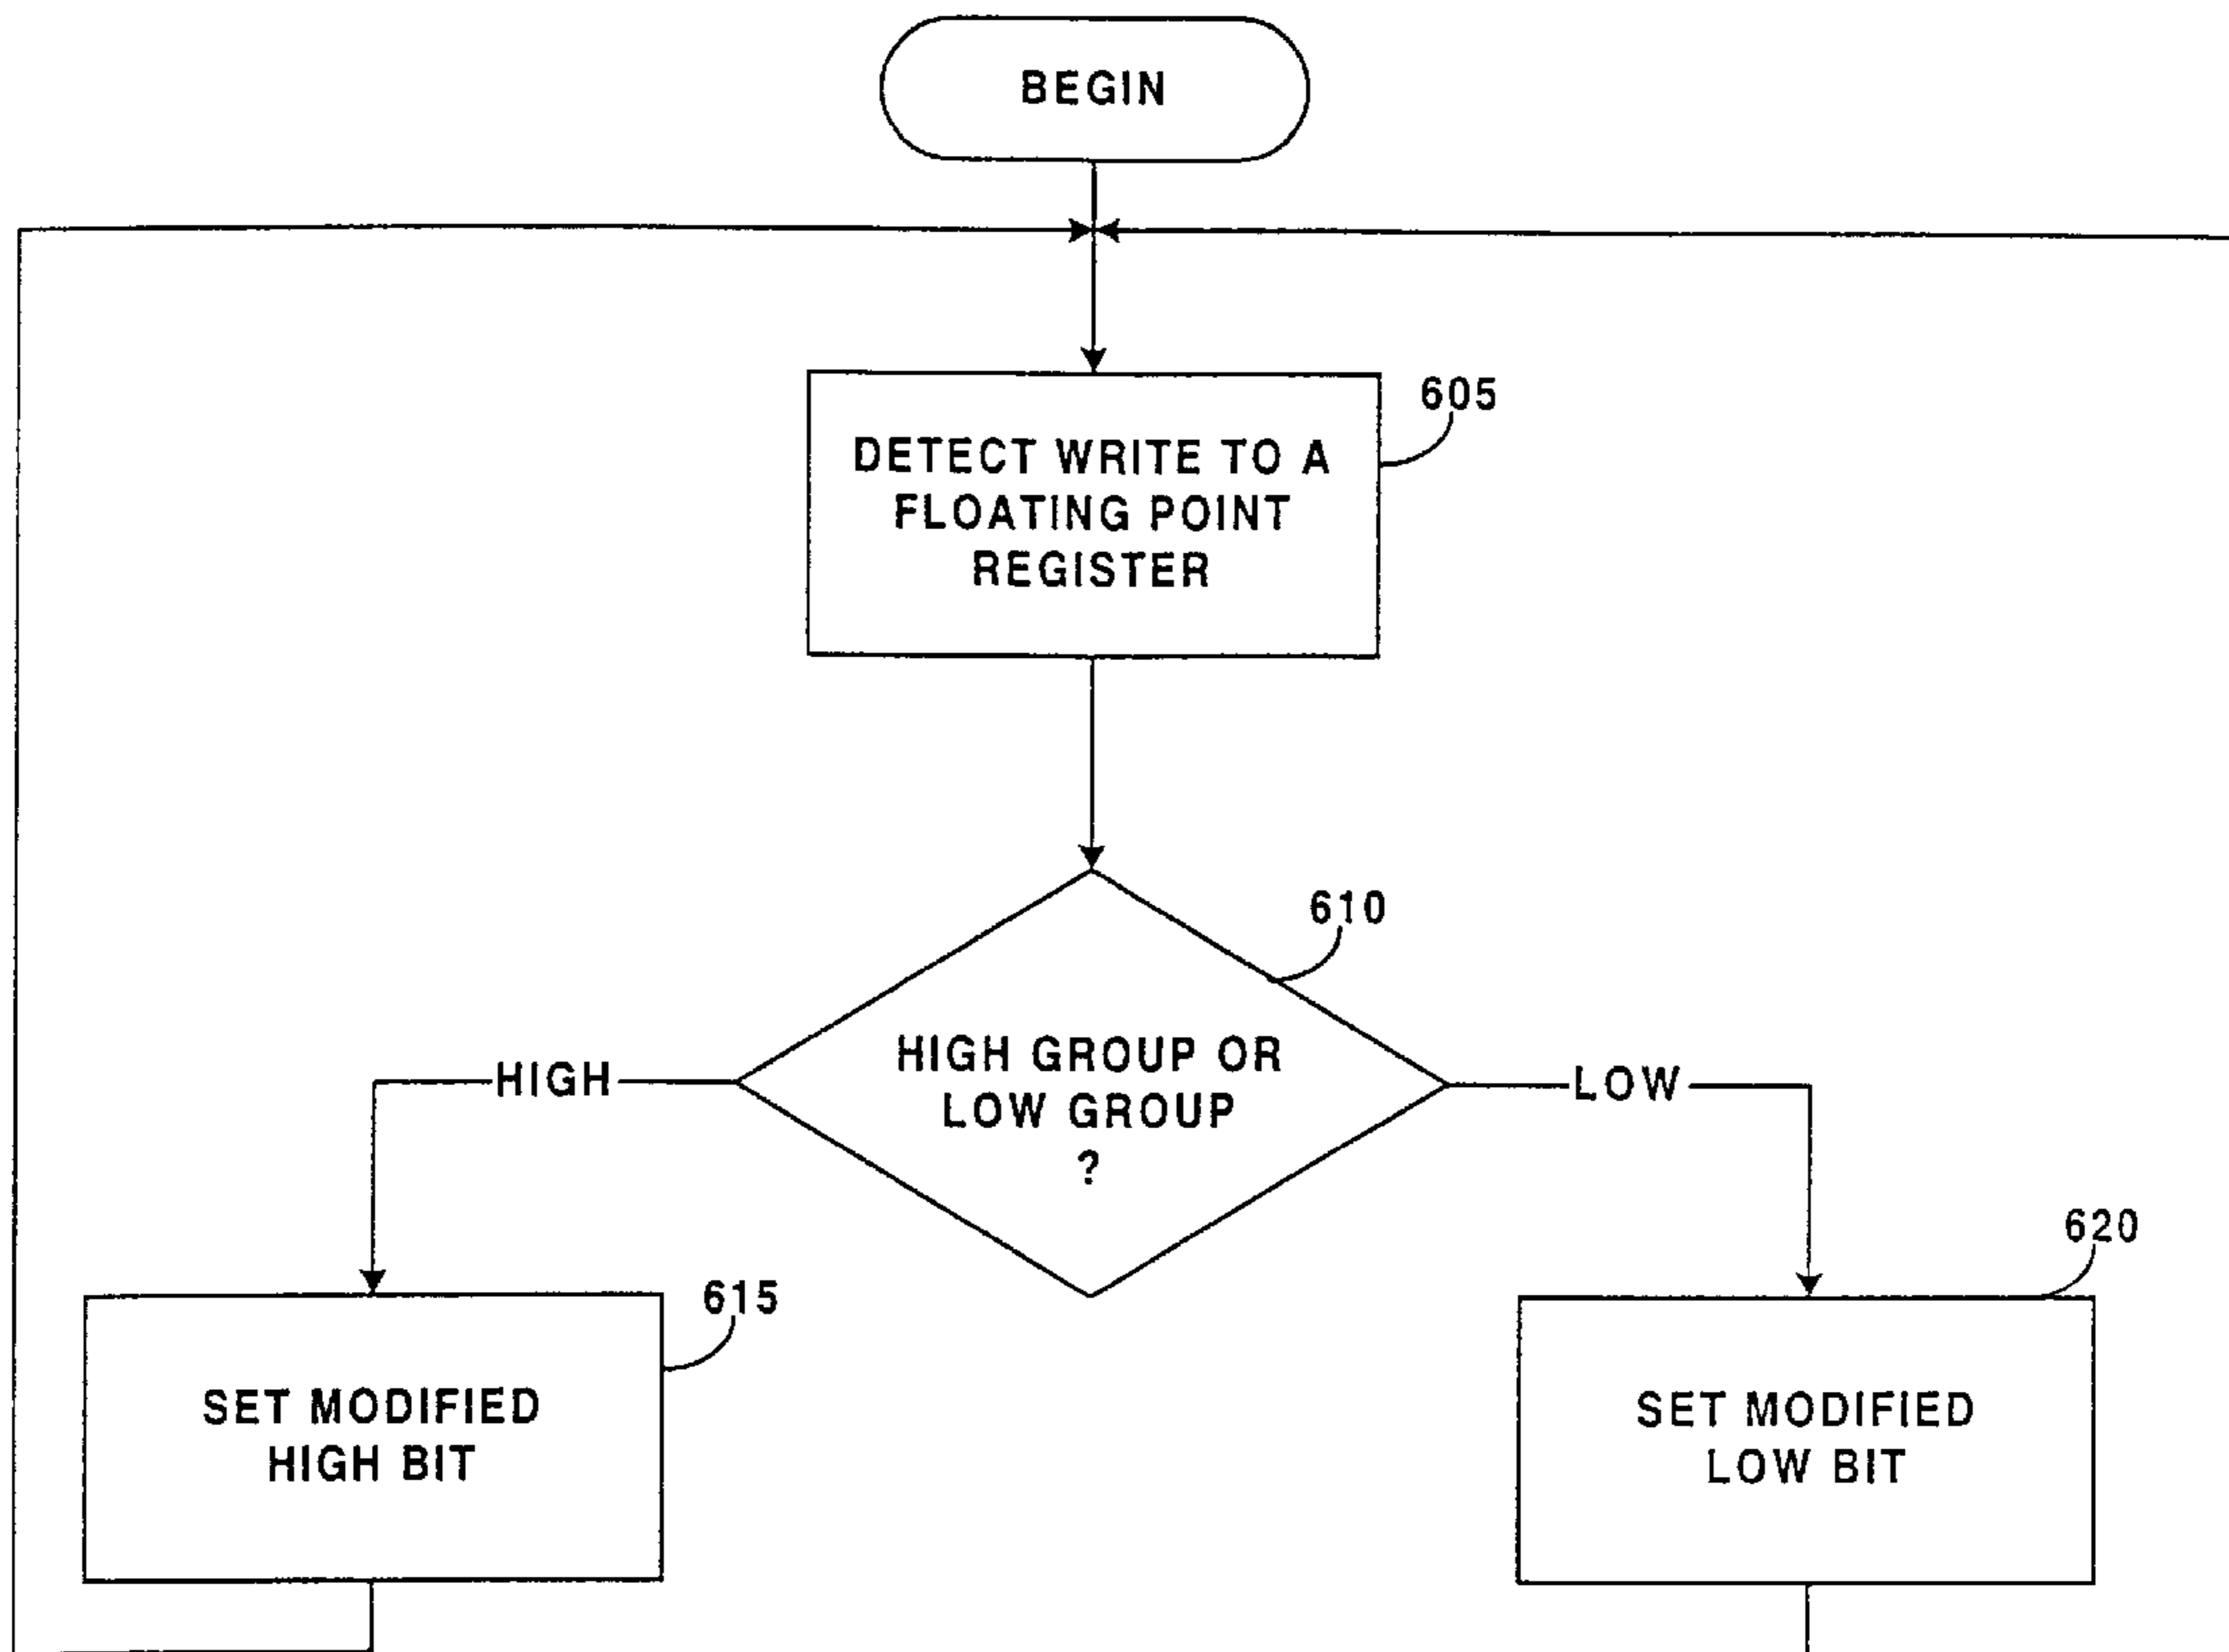 BEGIN
605
DETECT WRITE TO A
FLOATING POINT
REGISTER
610
HIGH GROUP OR
LOW GROUP
?
HIGH
LOW
615
SET MODIFIED
HIGH BIT
620
SET MODIFIED
LOW BIT